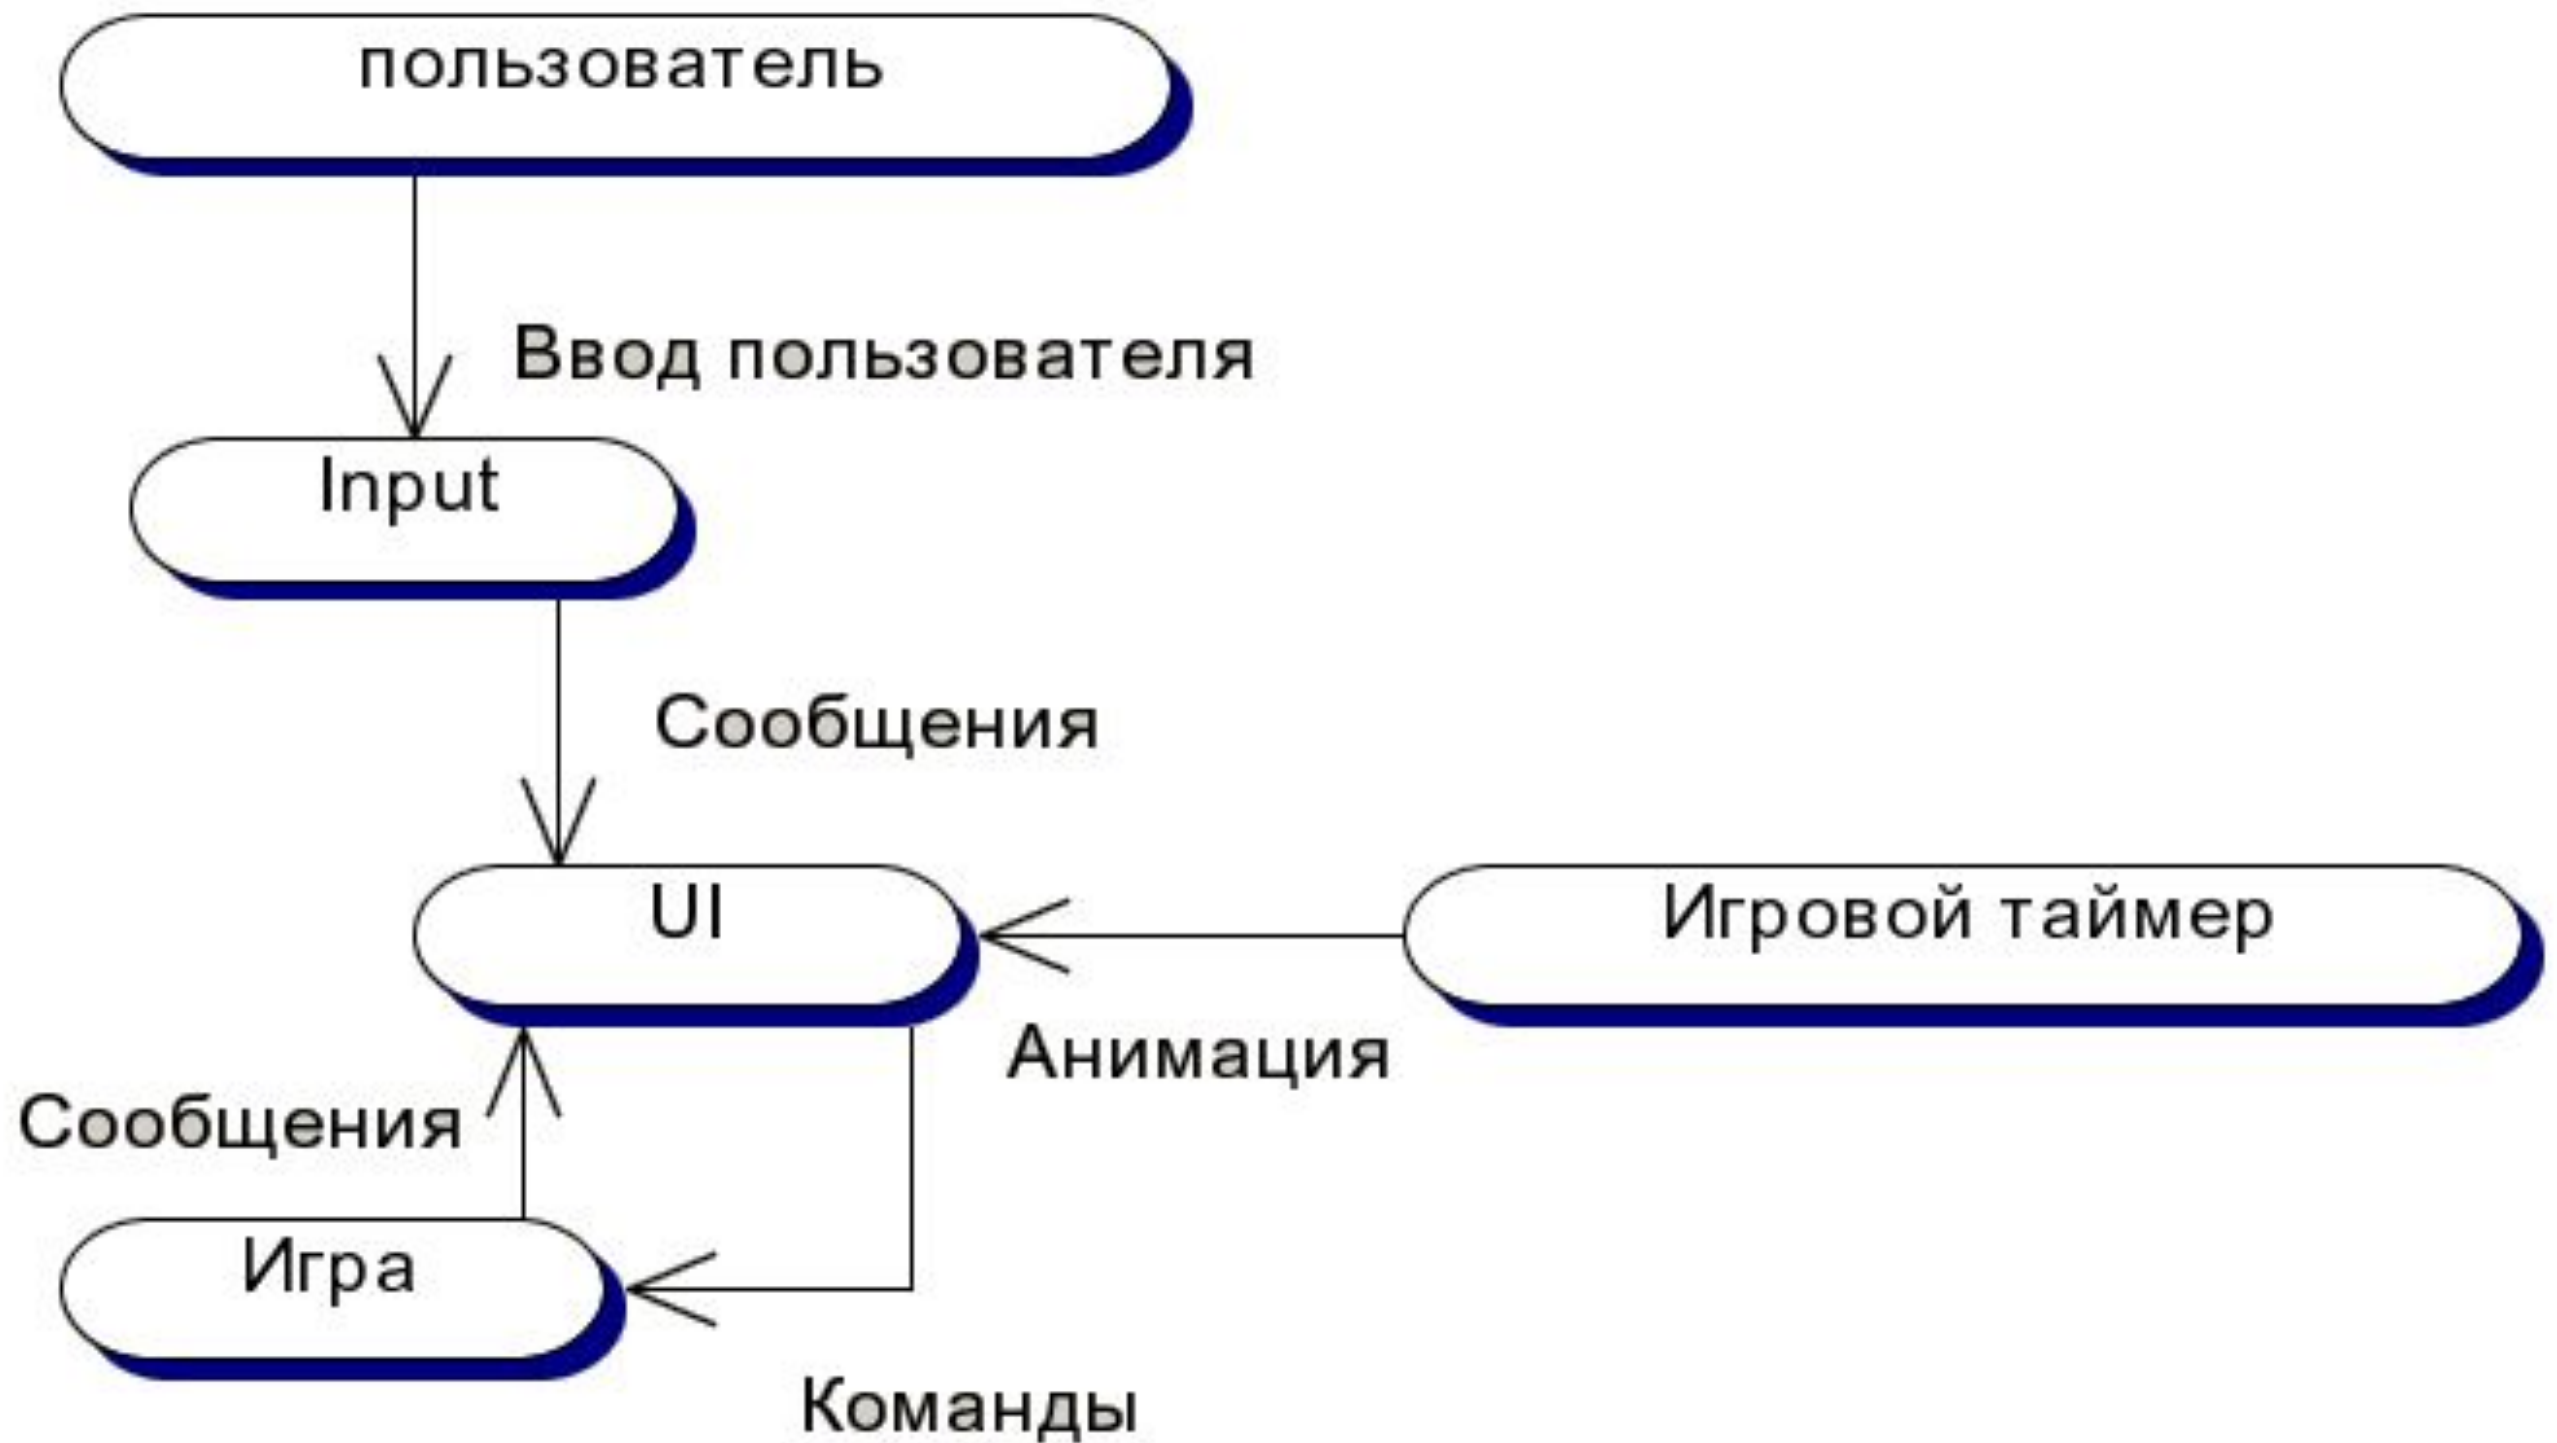 пользователь
Ввод пользователя
Input
Сообщения
UI
Игровой таймер
Анимация
Сообщения
Игра
Команды